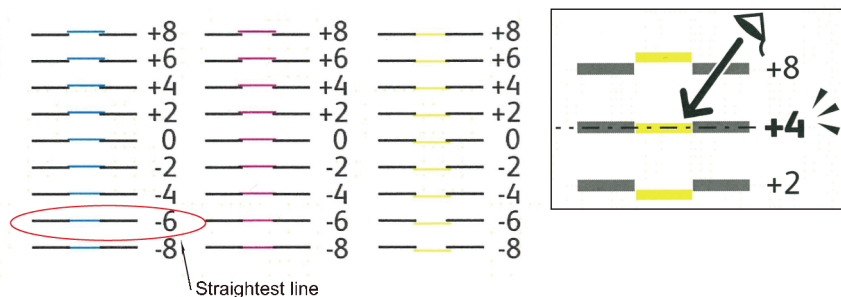 +8 +8 +8
+6 +6 +6
+4 +4 +4
+2 +2 +2
0 0 0
-2 -2 -2
-4 -4 -4
-6 -6 -6
-8 -8 -8
Straightest line
+8
+4
+2